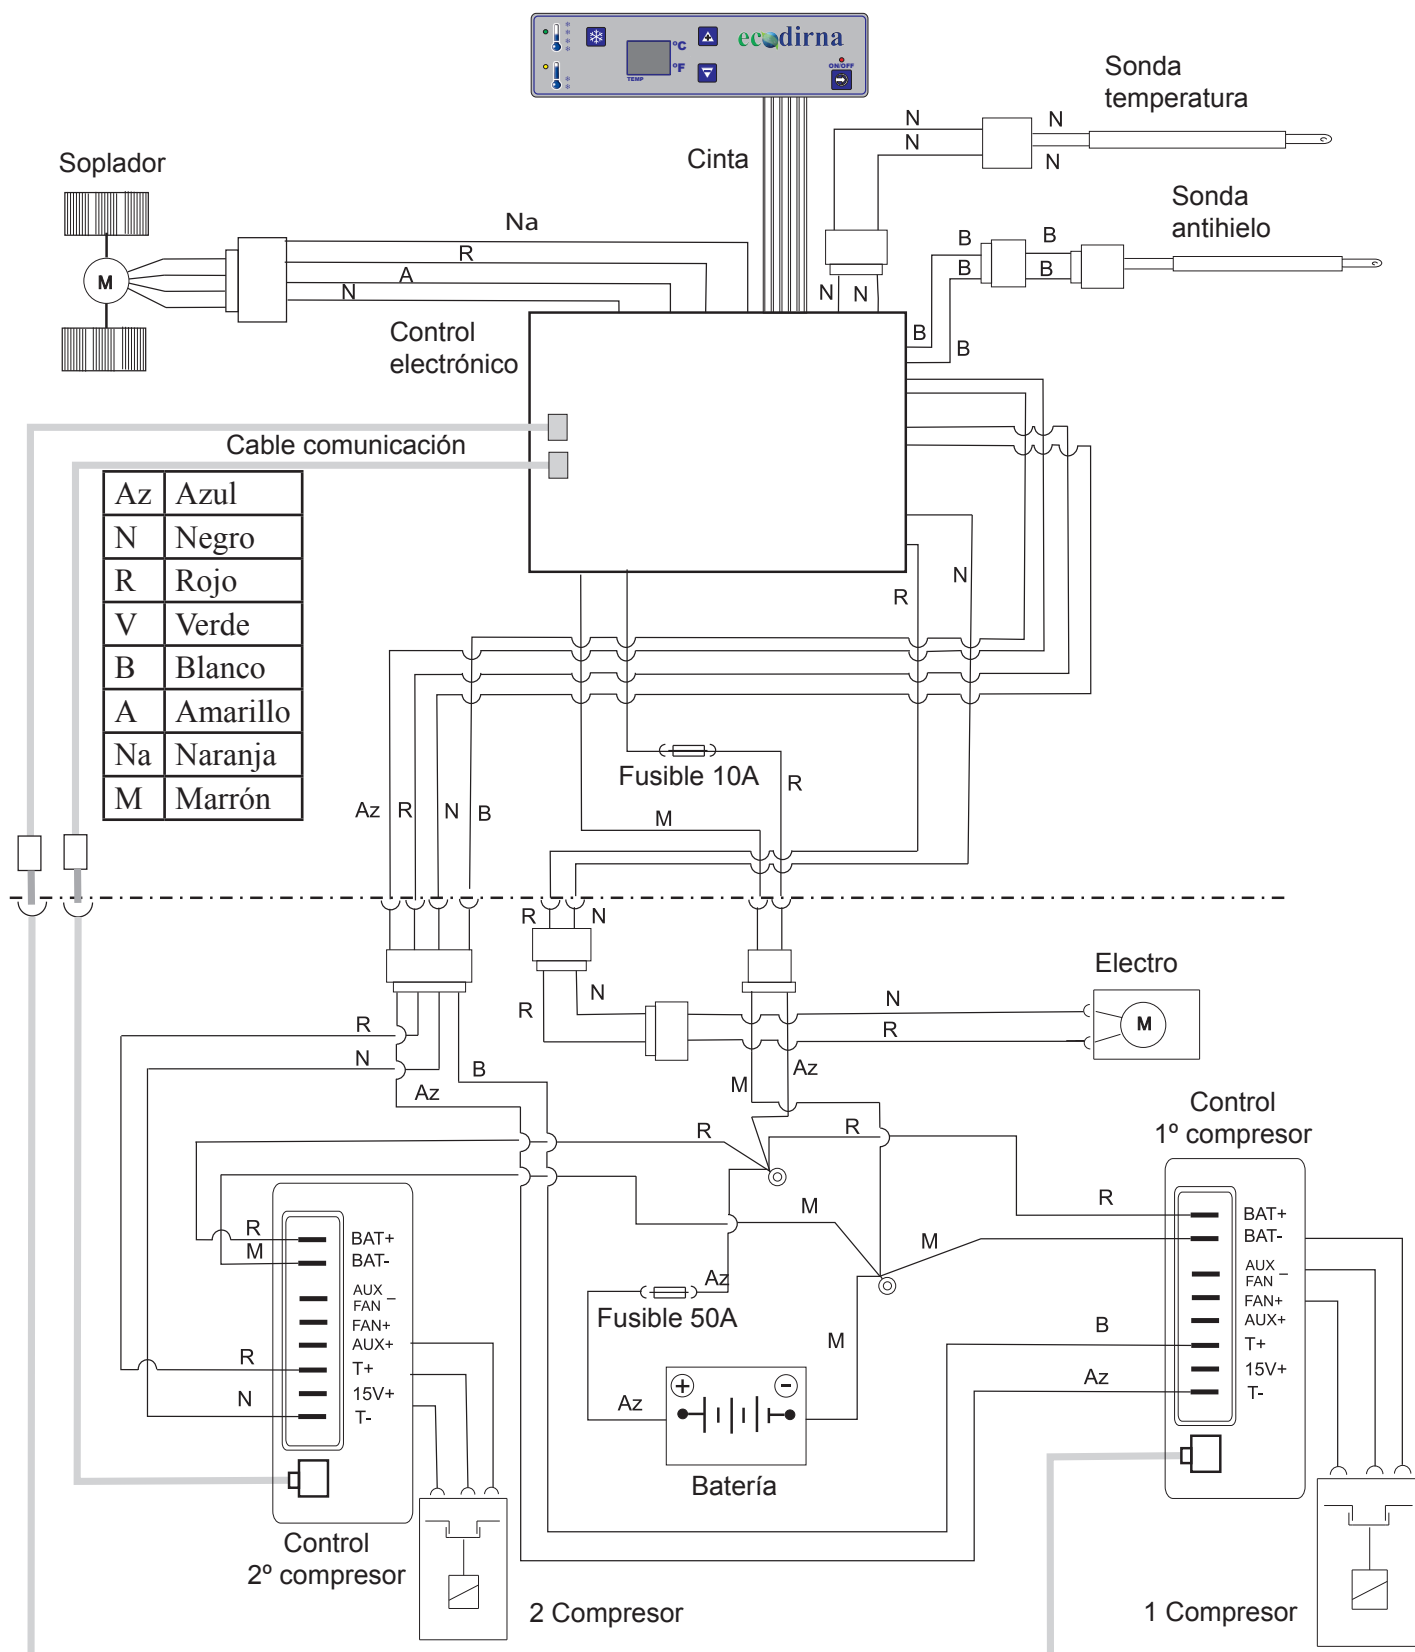 ecodirna
°C
°F
TEMP
ON/OFF
Sonda
temperatura
N
N
N
N
Cinta
Soplador
Sonda
antihielo
Na
R
A
N
B
B
B
B
M
N
N
Control
electrónico
B
B
Cable comunicación
Az Azul
N Negro
R Rojo
V Verde
B Blanco
A Amarillo
Na Naranja
M Marrón
N
R
Fusible 10A
R
Az
R
N
B
M
R
N
Electro
R
N
N
R
M
R
N
Az
B
M
Az
Control
1º compresor
R
R
M
R
M
R
M
BAT+
BAT-
AUX
FAN –
FAN+
AUX+
T+
15V+
T-
R
BAT+
BAT-
AUX
FAN –
FAN+
AUX+
T+
15V+
T-
Az
Fusible 50A
M
B
Az
R
N
Az
+
-
Batería
Control
2º compresor
2 Compresor
1 Compresor